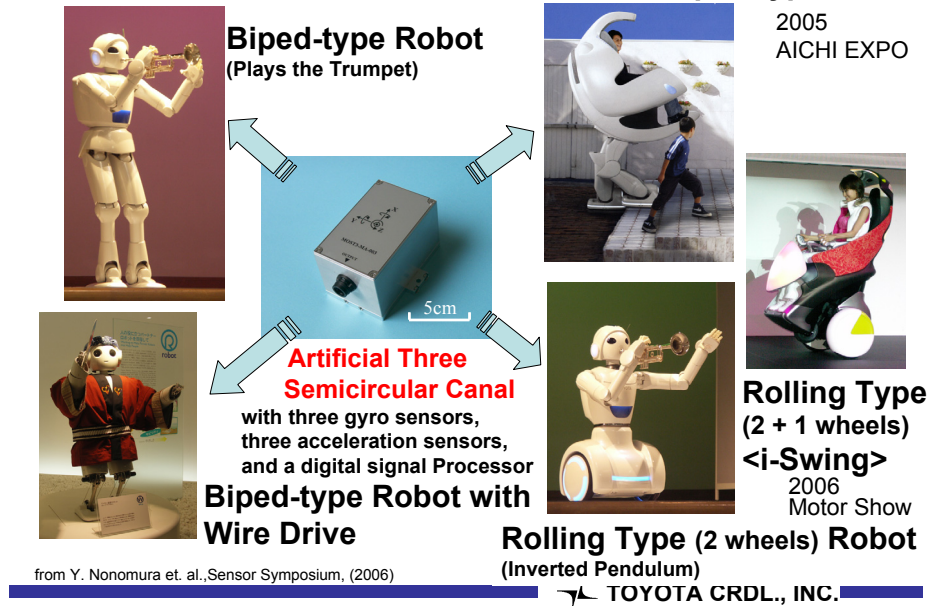 Biped-type Robot
(Plays the Trumpet)
2005
AICHI EXPO
X
Y
Z
5cm
robot
Artificial Three
Semicircular Canal
with three gyro sensors,
three acceleration sensors,
and a digital signal Processor
Biped-type Robot with
Wire Drive
Rolling Type
(2 + 1 wheels)
<i-Swing>
2006
Motor Show
Rolling Type (2 wheels) Robot
(Inverted Pendulum)
from Y. Nonomura et. al.,Sensor Symposium, (2006)
TOYOTA CRDL., INC.